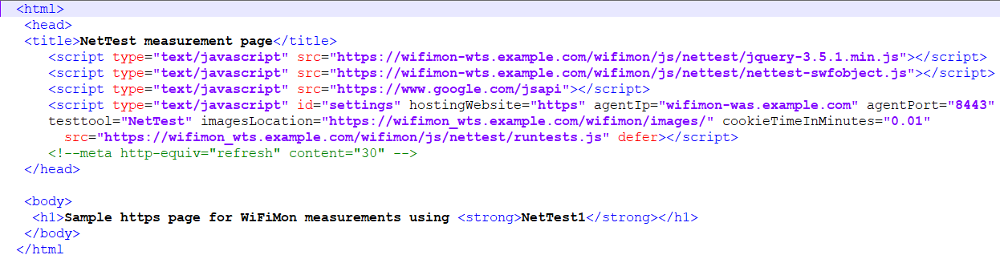 <html>
<head>
<title>NetTest measurement page</title>
<script type="text/javascript" src="https://wifimon-wts.example.com/wifimon/js/nettest/jquery-3.5.1.min.js"></script>
<script type="text/javascript" src="https://wifimon-wts.example.com/wifimon/js/nettest/nettest-swfobject.js"></script>
<script type="text/javascript" src="https://www.google.com/jsapi"></script>
<script type="text/javascript" id="settings" hostingWebsite="https" agentIp="wifimon-was.example.com" agentPort="8443"
testtool="NetTest" imagesLocation="https://wifimon_wts.example.com/wifimon/images/" cookieTimeInMinutes="0.01"
src="https://wifimon_wts.example.com/wifimon/js/nettest/runtests.js" defer></script>
<!--meta http-equiv="refresh" content="30" -->
</head>
<body>
<h1>Sample https page for WiFiMon measurements using <strong>NetTest1</strong></h1>
</body>
</html